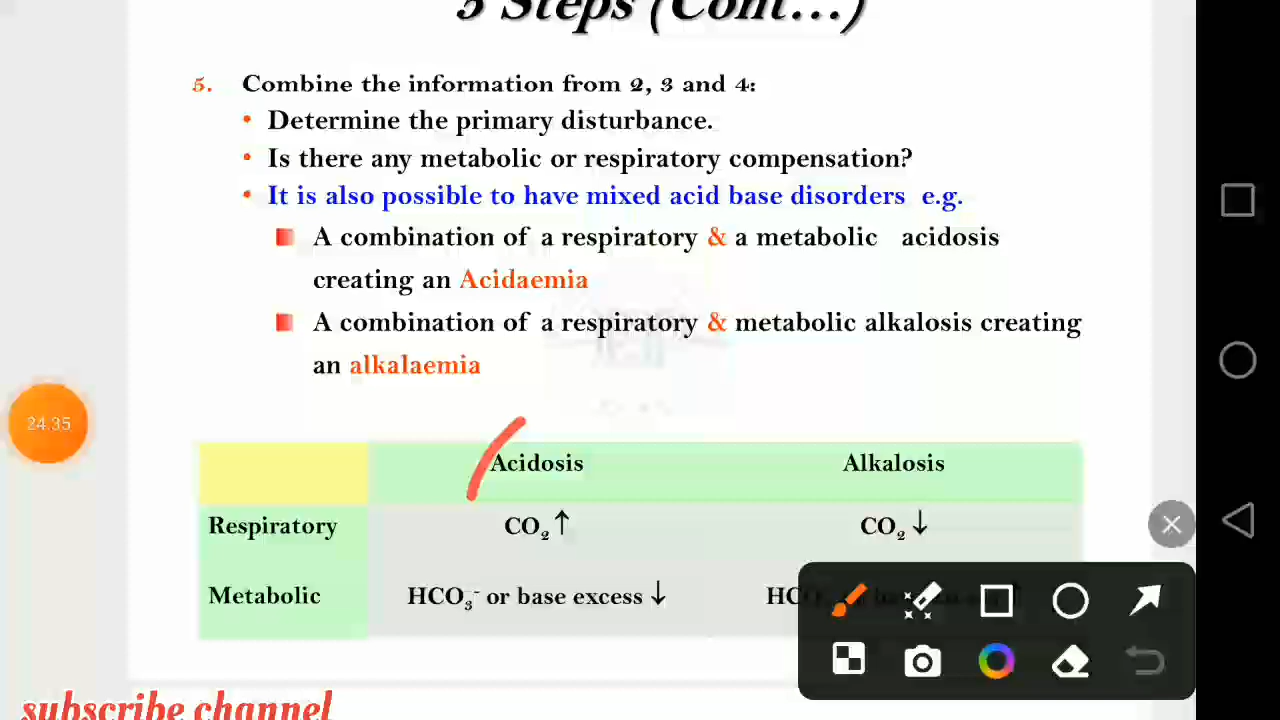 5 Steps (Cont...)
5. Combine the information from 2, 3 and 4:
• Determine the primary disturbance.
• Is there any metabolic or respiratory compensation?
• It is also possible to have mixed acid base disorders e.g.
A combination of a respiratory & a metabolic acidosis
creating an Acidaemia
A combination of a respiratory & metabolic alkalosis creating
an alkalaemia
24.35
Acidosis Alkalosis
Respiratory CO₂ ↑ CO₂ ↓
Metabolic HCO₃⁻ or base excess ↓
subscribe channel